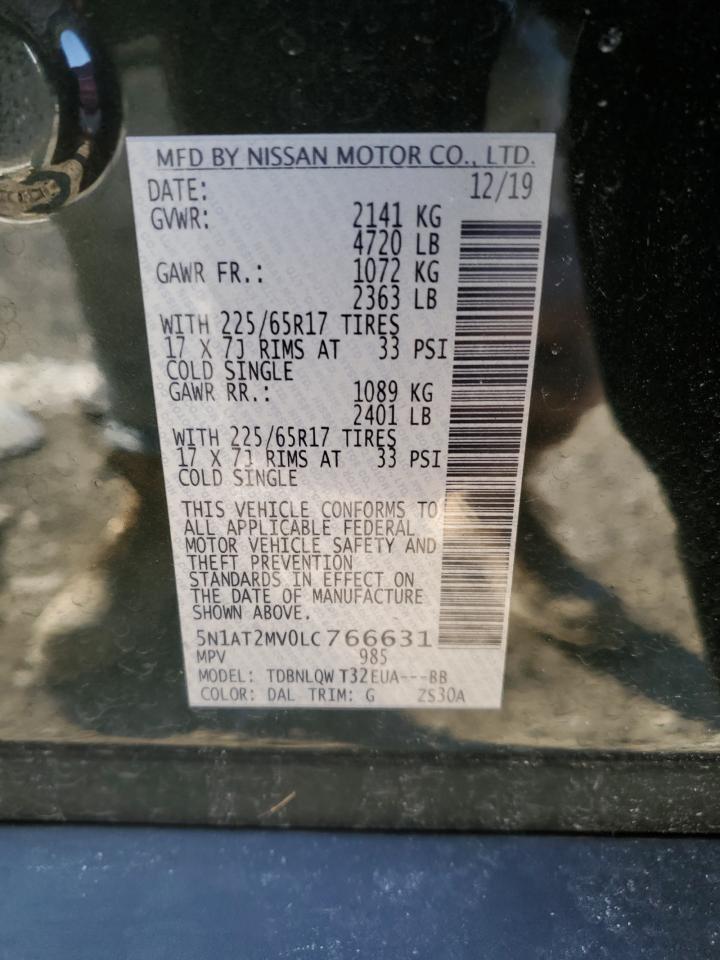 MFD BY NISSAN MOTOR CO., LTD.
DATE: 12/19
GVWR: 2141 KG
4720 LB
GAWR FR.: 1072 KG
2363 LB
WITH 225/65R17 TIRES
17 X 7J RIMS AT 33 PSI
COLD SINGLE
GAWR RR.: 1089 KG
2401 LB
WITH 225/65R17 TIRES
17 X 7J RIMS AT 33 PSI
COLD SINGLE
THIS VEHICLE CONFORMS TO
ALL APPLICABLE FEDERAL
MOTOR VEHICLE SAFETY AND
THEFT PREVENTION
STANDARDS IN EFFECT ON
THE DATE OF MANUFACTURE
SHOWN ABOVE.
5N1AT2MV0LC766631
MPV 985
MODEL: TDBNLQW T32EUA---BB
COLOR: DAL TRIM: G ZS30A